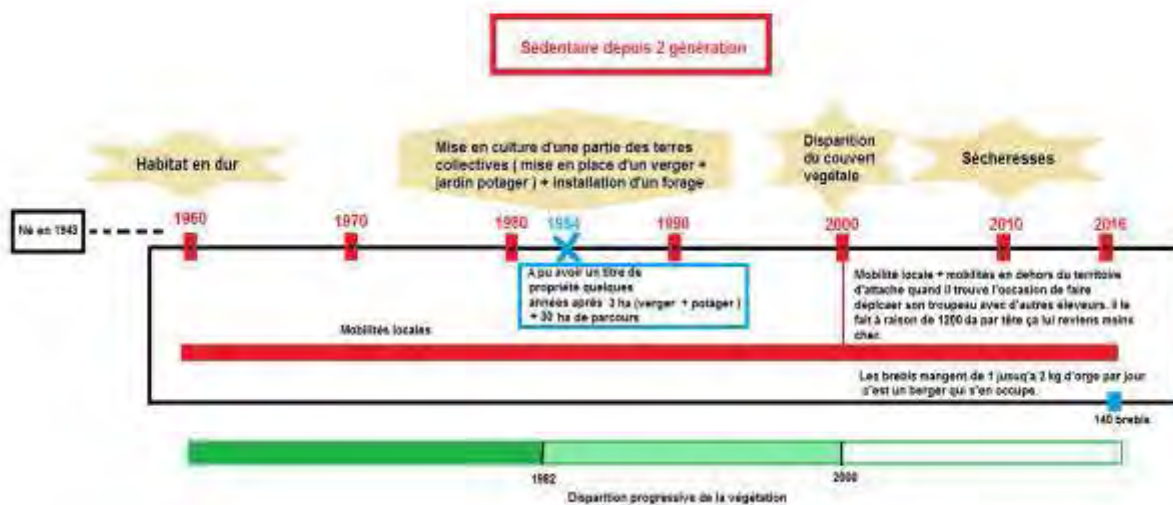 Sédentaire depuis 2 génération
Habitat en dur
Mise en culture d'une partie des terres
collectives ( mise en place d'un verger +
jardin potager ) + installation d'un forage
Disparition
du couvert
végétale
Sécheresses
Né en 1943
1960
1970
1980
1984
1990
2000
2010
2016
A pu avoir un titre de
propriété quelques
années après 3 ha (verger + potager )
+ 30 ha de parcours
Mobilité locale + mobilités en dehors du territoire
d'attache quand il trouve l'occasion de faire
déplcaer son troupeau avec d'autres éleveurs. il le
fait à raison de 1200 da par tête ça lui reviens moins
cher.
Mobilités locales
Les brebis mangent de 1 jusuq'à 2 kg d'orge par jour
s'est un berger qui s'en occupe.
140 brebis
1982
2000
Disparition progressive de la végétation